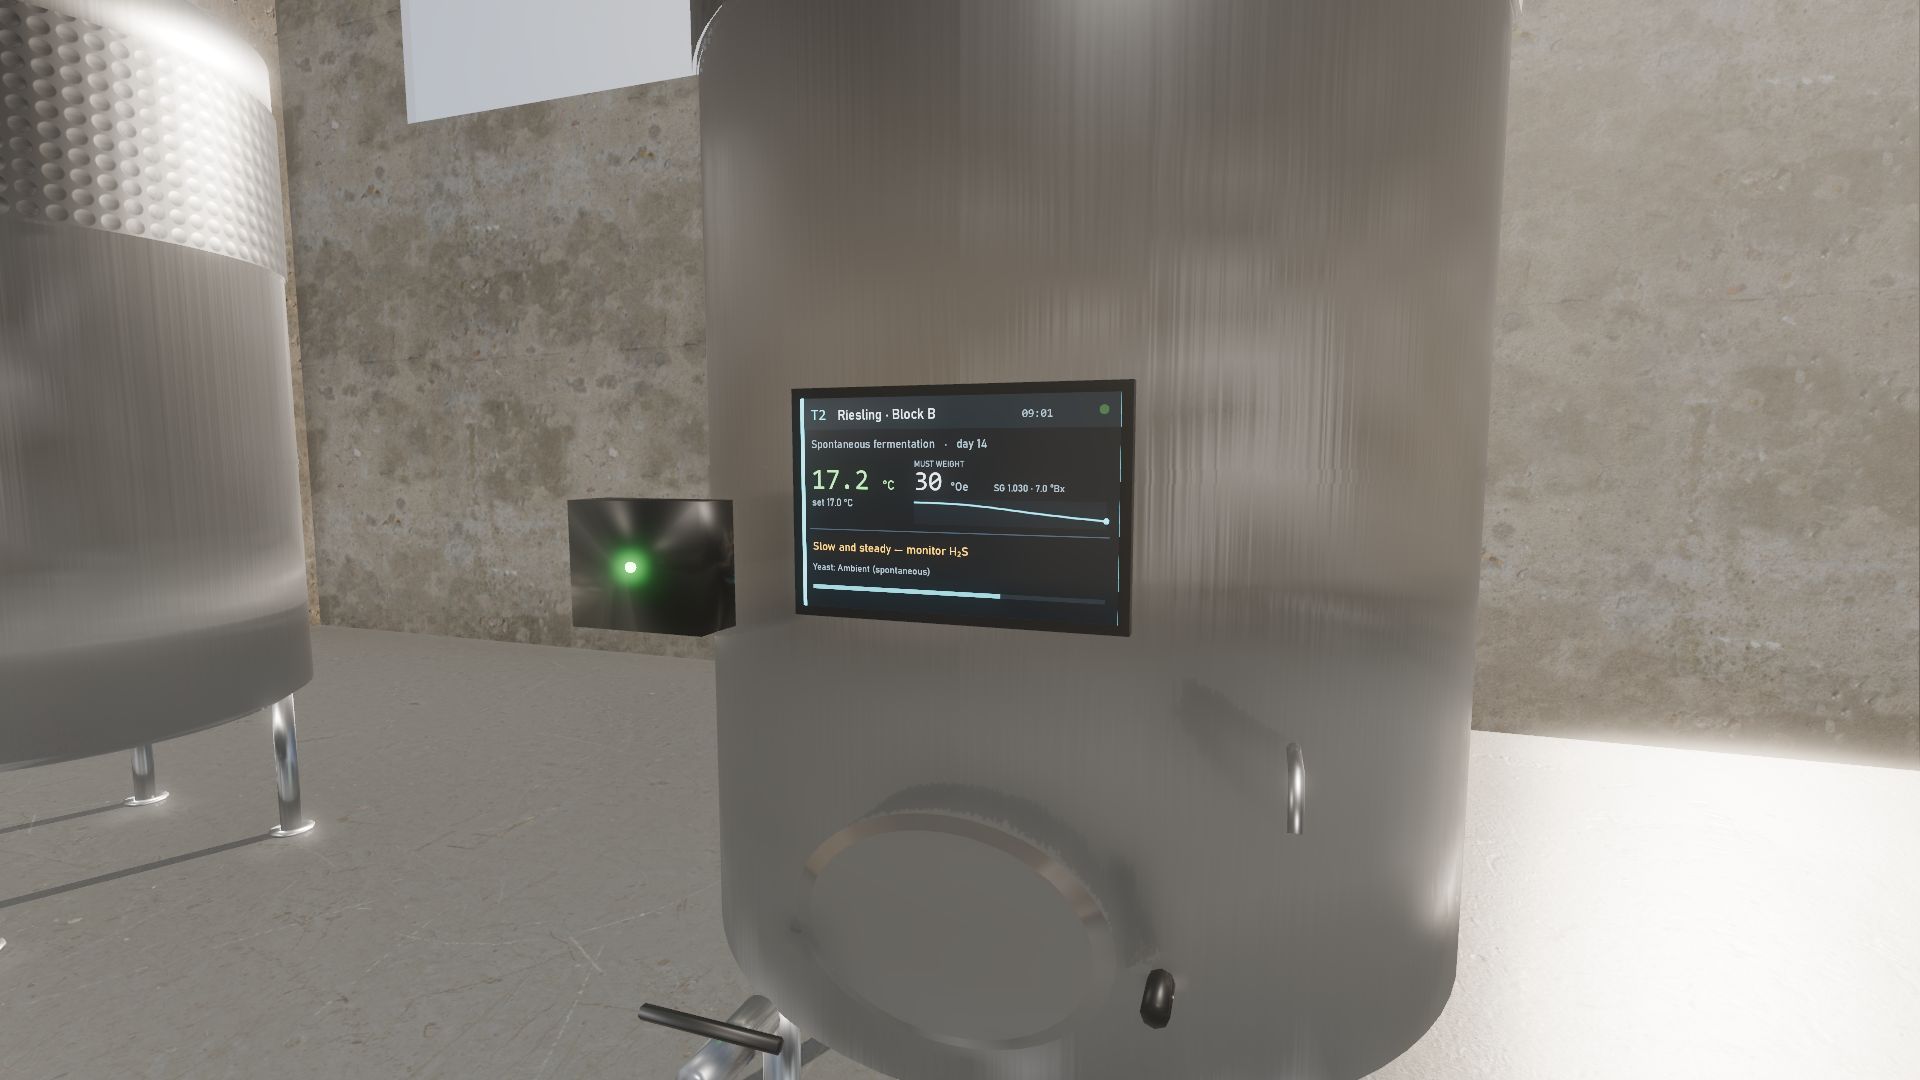 T2 Riesling · Block B 09:01
Spontaneous fermentation · day 14
MUST WEIGHT
17.2 °C 30 °Oe SG 1.030 · 7.0 °Bx
set 17.0 °C
Slow and steady — monitor H₂S
Yeast: Ambient (spontaneous)